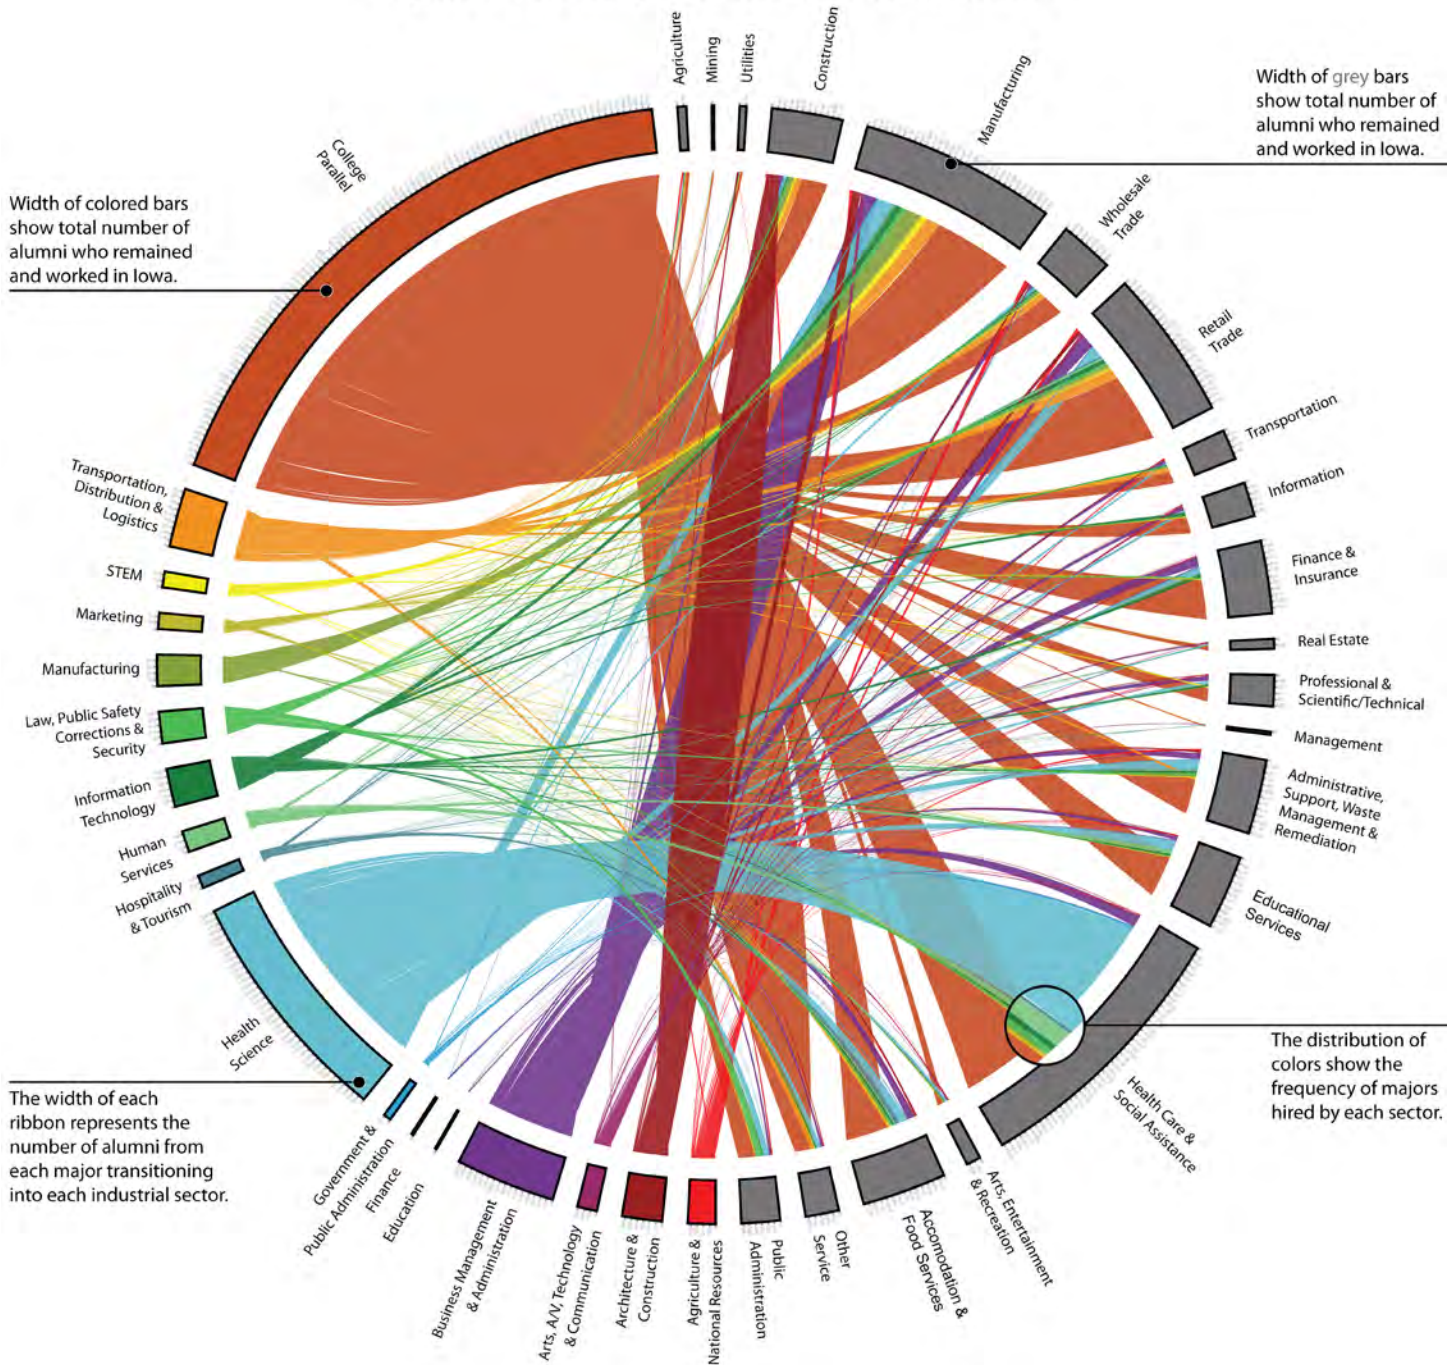 Agriculture
Mining
Utilities
Construction
Manufacturing
Wholesale
Trade
Retail
Trade
Transportation
Information
Finance &
Insurance
Real Estate
Professional &
Scientific/Technical
Management
Administrative,
Support, Waste
Management &
Remediation
Educational
Services
Health Care &
Social Assistance
Arts, Entertainment
& Recreation
Accomodation &
Food Services
Other
Service
Public
Administration
Agriculture &
National Resources
Architecture &
Construction
Arts, A/V, Technology
& Communication
Business Management
& Administration
Education
Finance
Government &
Public Administration
Health
Science
Hospitality
& Tourism
Human
Services
Information
Technology
Law, Public Safety
Corrections &
Security
Manufacturing
Marketing
STEM
Transportation,
Distribution &
Logistics
College
Parallel
Width of grey bars
show total number of
alumni who remained
and worked in Iowa.
Width of colored bars
show total number of
alumni who remained
and worked in Iowa.
The distribution of
colors show the
frequency of majors
hired by each sector.
The width of each
ribbon represents the
number of alumni from
each major transitioning
into each industrial sector.